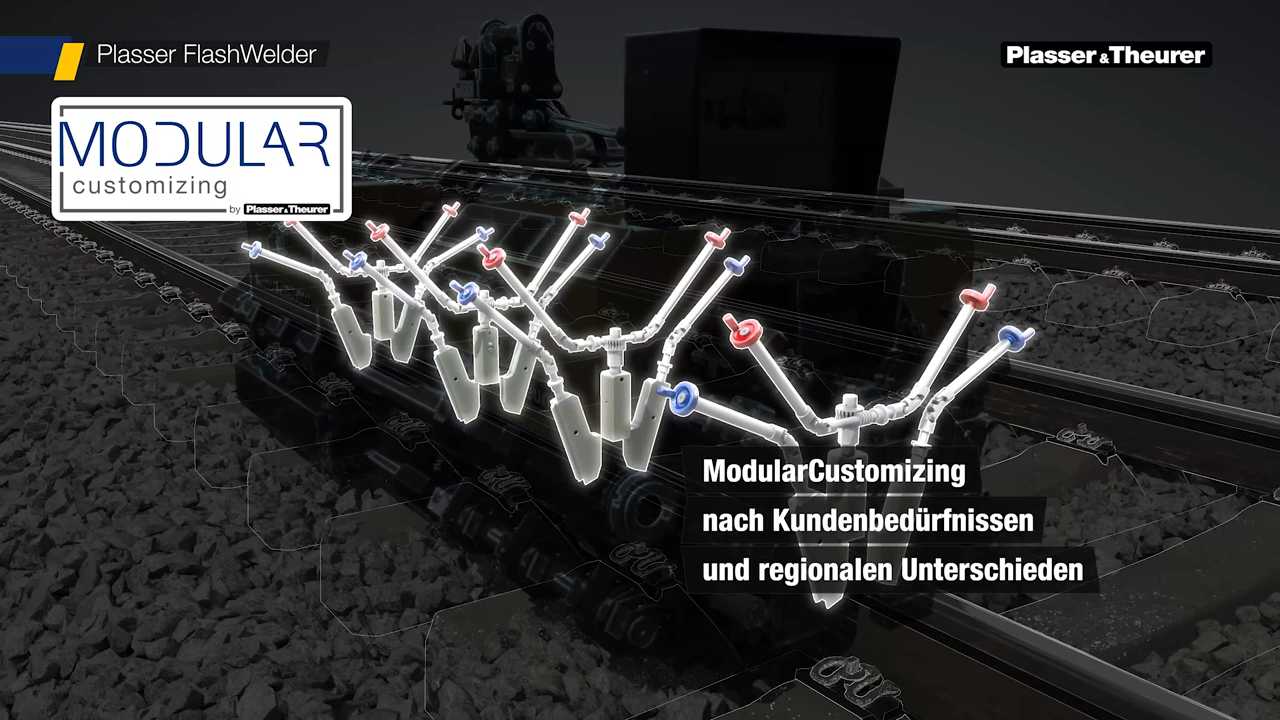 Plasser FlashWelder
Plasser & Theurer
MODULAR
customizing
by Plasser & Theurer
ModularCustomizing
nach Kundenbedürfnissen
und regionalen Unterschieden